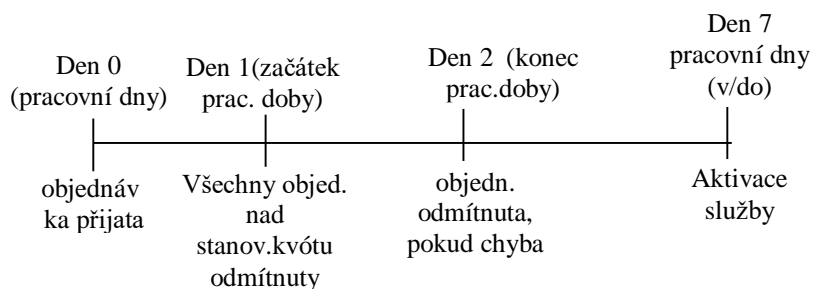 Den 0
(pracovní dny)
Den 1(začátek
prac. doby)
Den 2  (konec
prac.doby)
Den 7
pracovní dny
(v/do)
objednáv
ka přijata
Všechny objed.
nad
stanov.kvótu
odmítnuty
objedn.
odmítnuta,
pokud chyba
Aktivace
služby